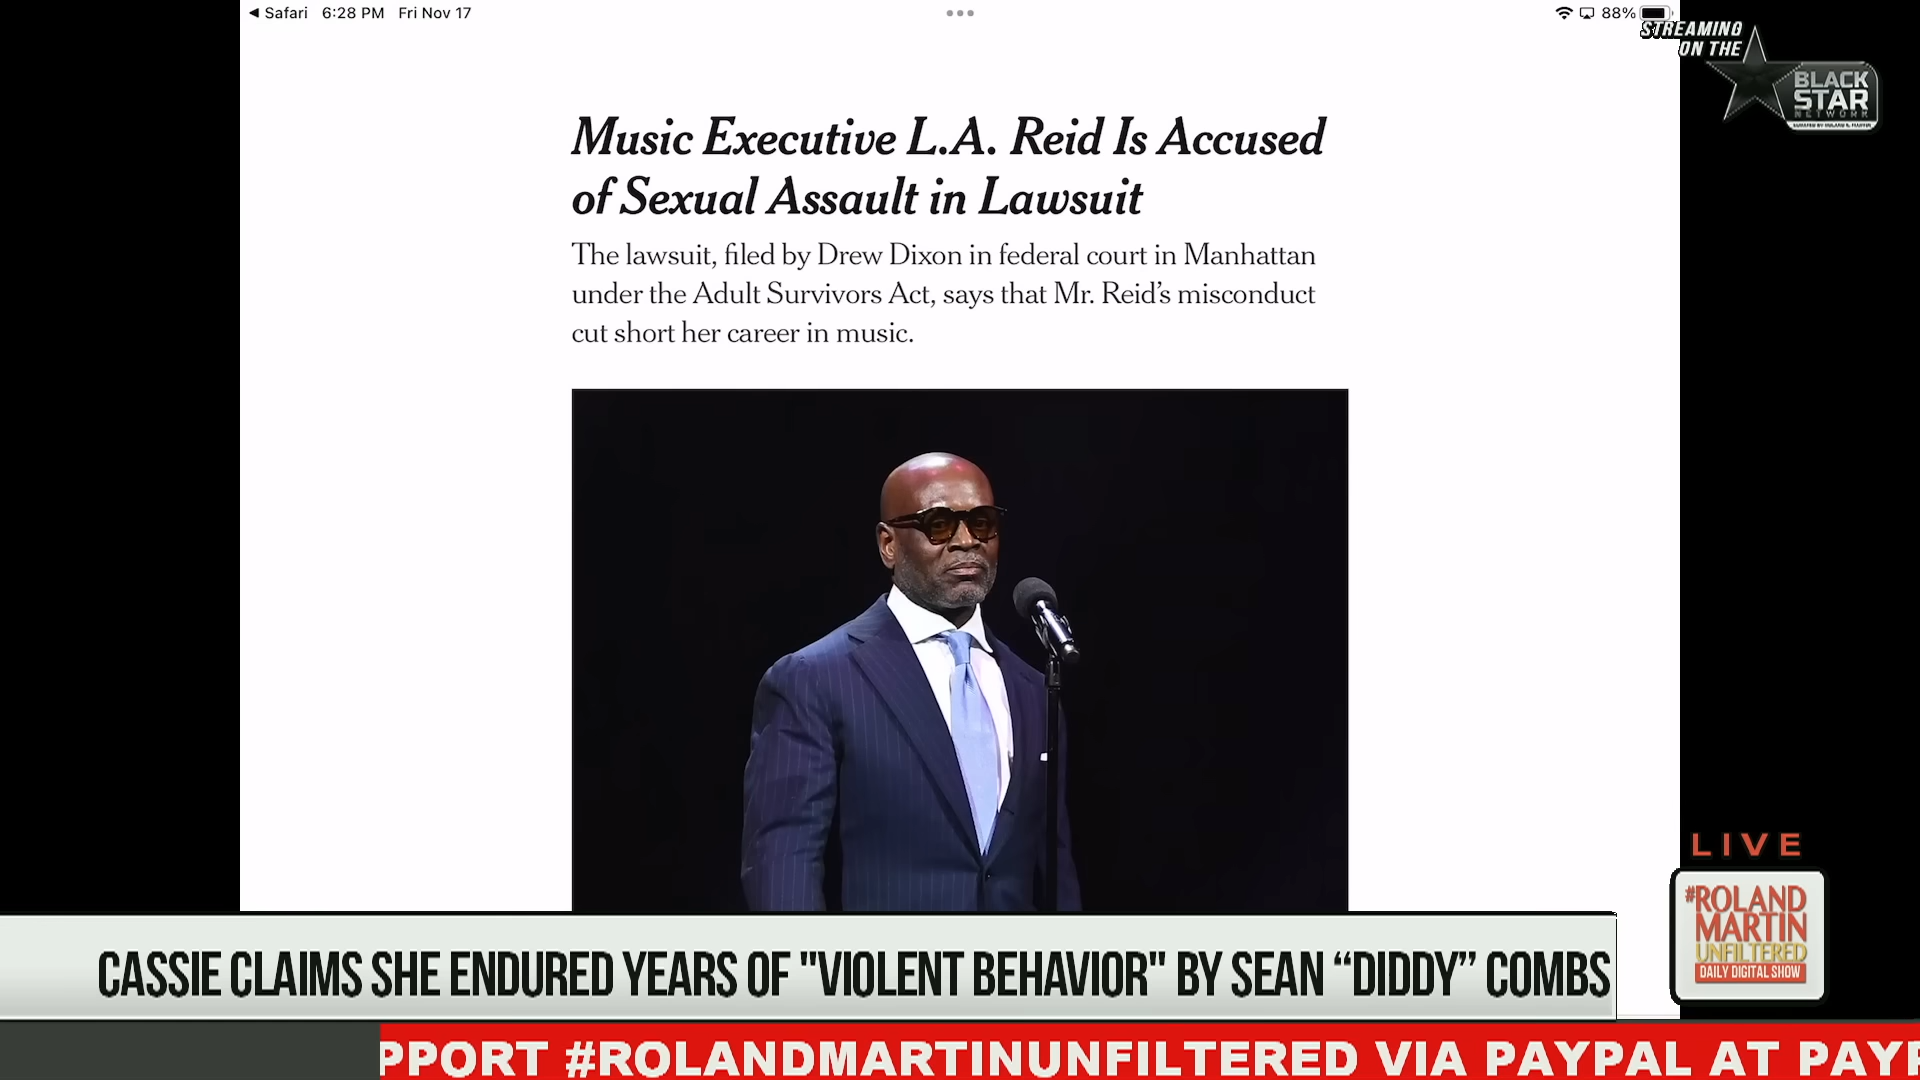 Safari 6:28 PM Fri Nov 17
88%
STREAMING
ON THE
BLACK
STAR
NETWORK
Music Executive L.A. Reid Is Accused
of Sexual Assault in Lawsuit
The lawsuit, filed by Drew Dixon in federal court in Manhattan
under the Adult Survivors Act, says that Mr. Reid’s misconduct
cut short her career in music.
LIVE
#ROLAND
MARTIN
UNFILTERED
DAILY DIGITAL SHOW
CASSIE CLAIMS SHE ENDURED YEARS OF "VIOLENT BEHAVIOR" BY SEAN “DIDDY” COMBS
PPORT #ROLANDMARTINUNFILTERED VIA PAYPAL AT PAYP